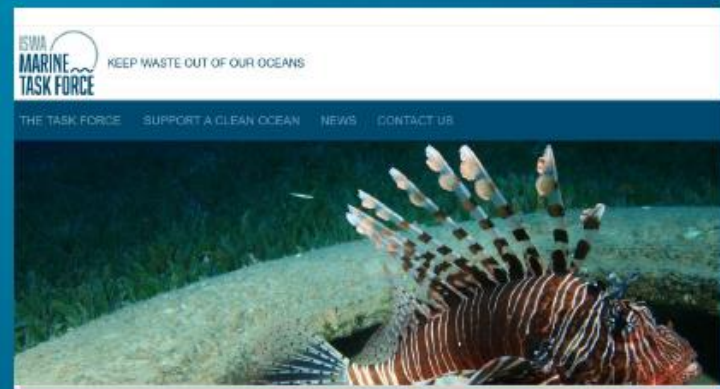 ISWA
MARINE
TASK FORCE
KEEP WASTE OUT OF OUR OCEANS
THE TASK FORCE SUPPORT A CLEAN OCEAN NEWS CONTACT US